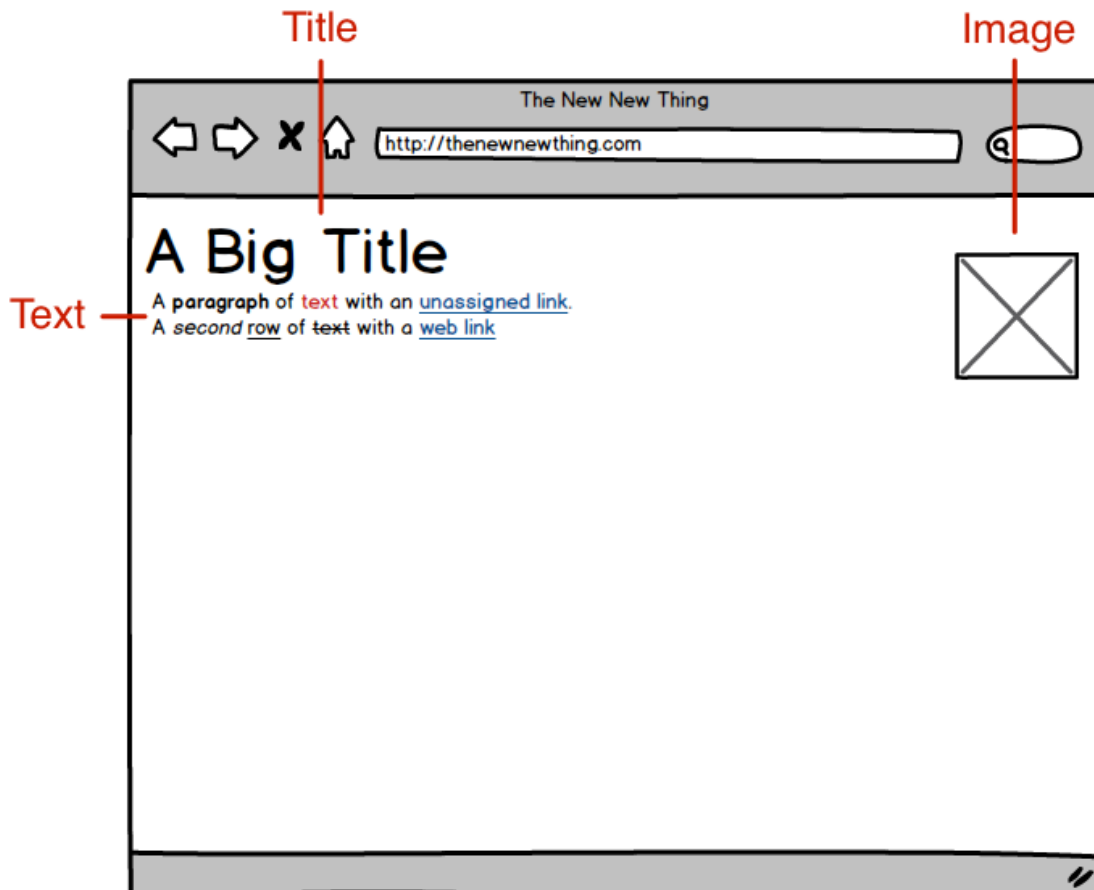 Title
Image
The New New Thing
http://thenewnewthing.com
A Big Title
Text
A paragraph of text with an unassigned link.
A second row of text with a web link